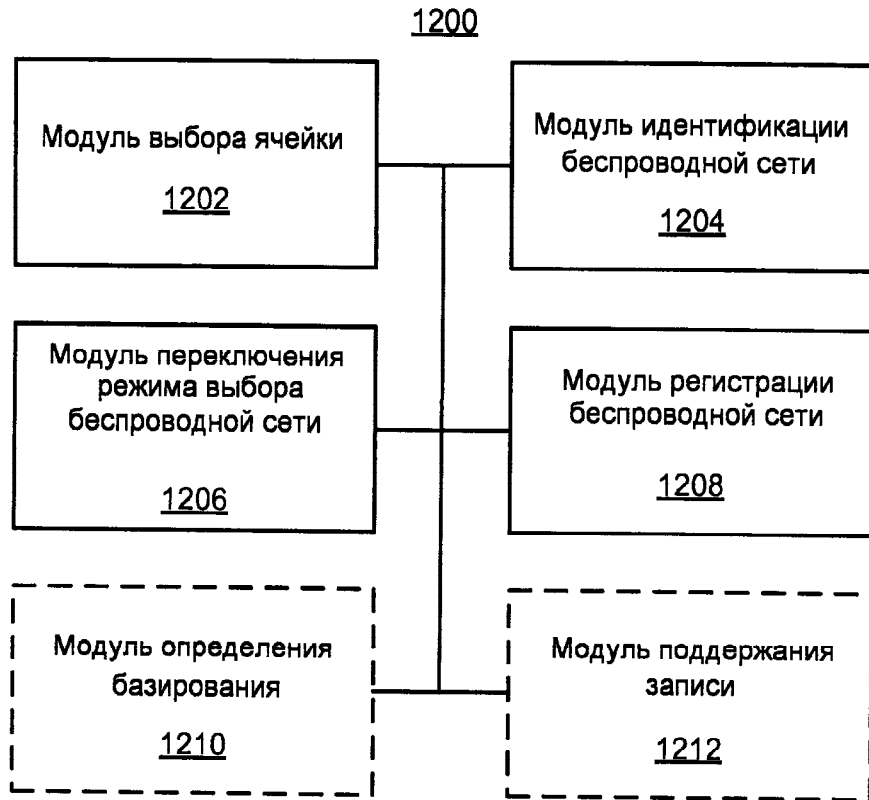 1200
Модуль выбора ячейки
1202
Модуль идентификации
беспроводной сети
1204
Модуль переключения
режима выбора
беспроводной сети
1206
Модуль регистрации
беспроводной сети
1208
Модуль определения
базирования
1210
Модуль поддержания
записи
1212